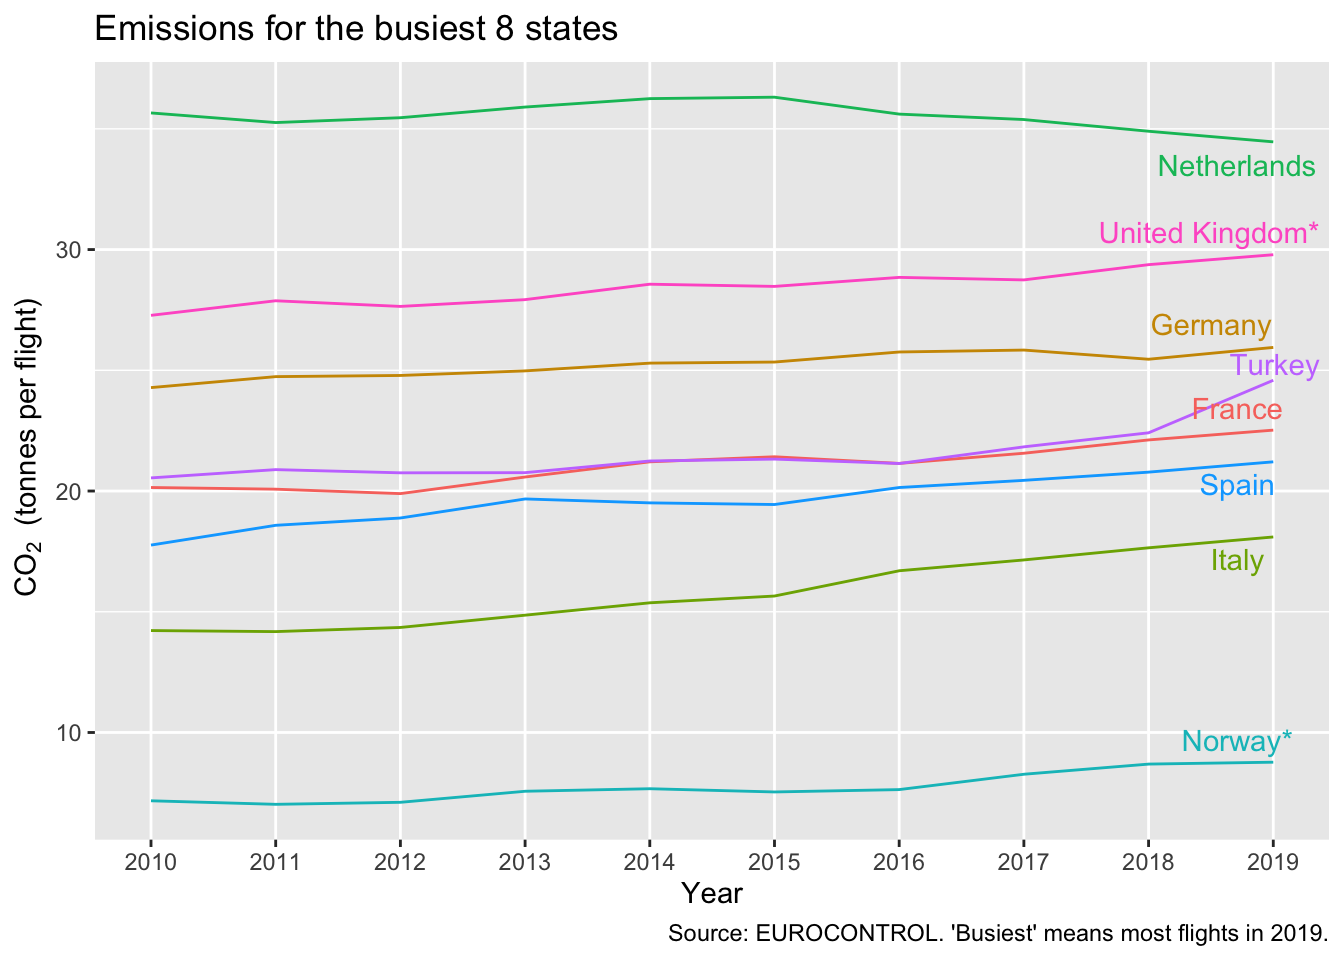 Emissions for the busiest 8 states
CO₂ (tonnes per flight)
30
20
10
Netherlands
United Kingdom*
Germany
Turkey
France
Spain
Italy
Norway*
2010 2011 2012 2013 2014 2015 2016 2017 2018 2019
Year
Source: EUROCONTROL. 'Busiest' means most flights in 2019.